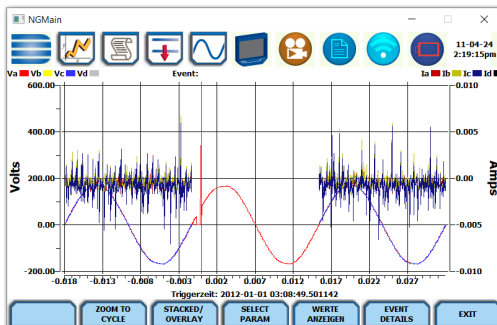 NGMain
11-04-24
2:19:15pm
Va Vb Vc Vd
Event:
Ia Ib Ic Id
600.00
0.010
400.00
0.005
Volts
200.00
0.00
Amps
0.00
-0.005
-200.00
-0.010
-0.018 -0.013 -0.008 -0.003 0.002 0.007 0.012 0.017 0.022 0.027
Triggerzeit: 2012-01-01 03:08:49.501142
ZOOM TO CYCLE
STACKED/ OVERLAY
SELECT PARAM
WERTE ANZEIGEN
EVENT DETAILS
EXIT